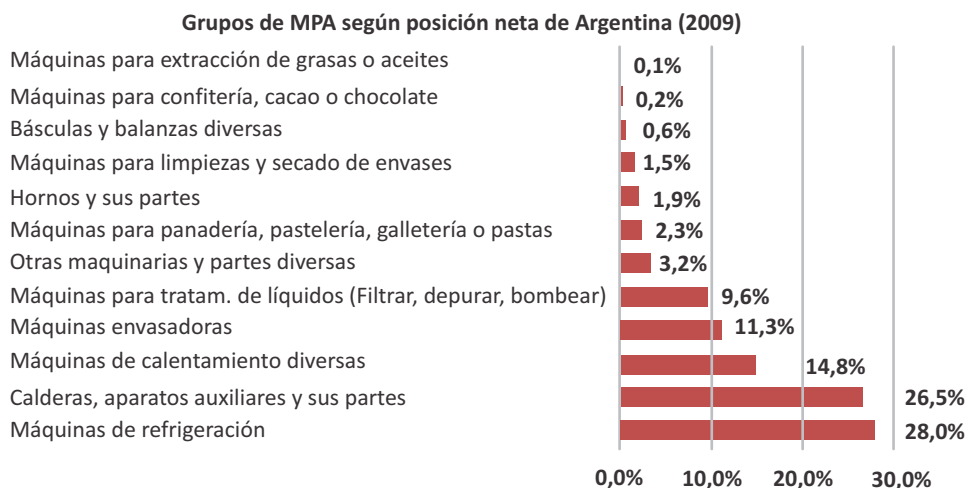 Grupos de MPA según posición neta de Argentina (2009)
Máquinas para extracción de grasas o aceites 0,1%
Máquinas para confitería, cacao o chocolate 0,2%
Básculas y balanzas diversas 0,6%
Máquinas para limpiezas y secado de envases 1,5%
Hornos y sus partes 1,9%
Máquinas para panadería, pastelería, galletería o pastas 2,3%
Otras maquinarias y partes diversas 3,2%
Máquinas para tratam. de líquidos (Filtrar, depurar, bombear) 9,6%
Máquinas envasadoras 11,3%
Máquinas de calentamiento diversas 14,8%
Calderas, aparatos auxiliares y sus partes 26,5%
Máquinas de refrigeración 28,0%
0,0% 10,0% 20,0% 30,0%